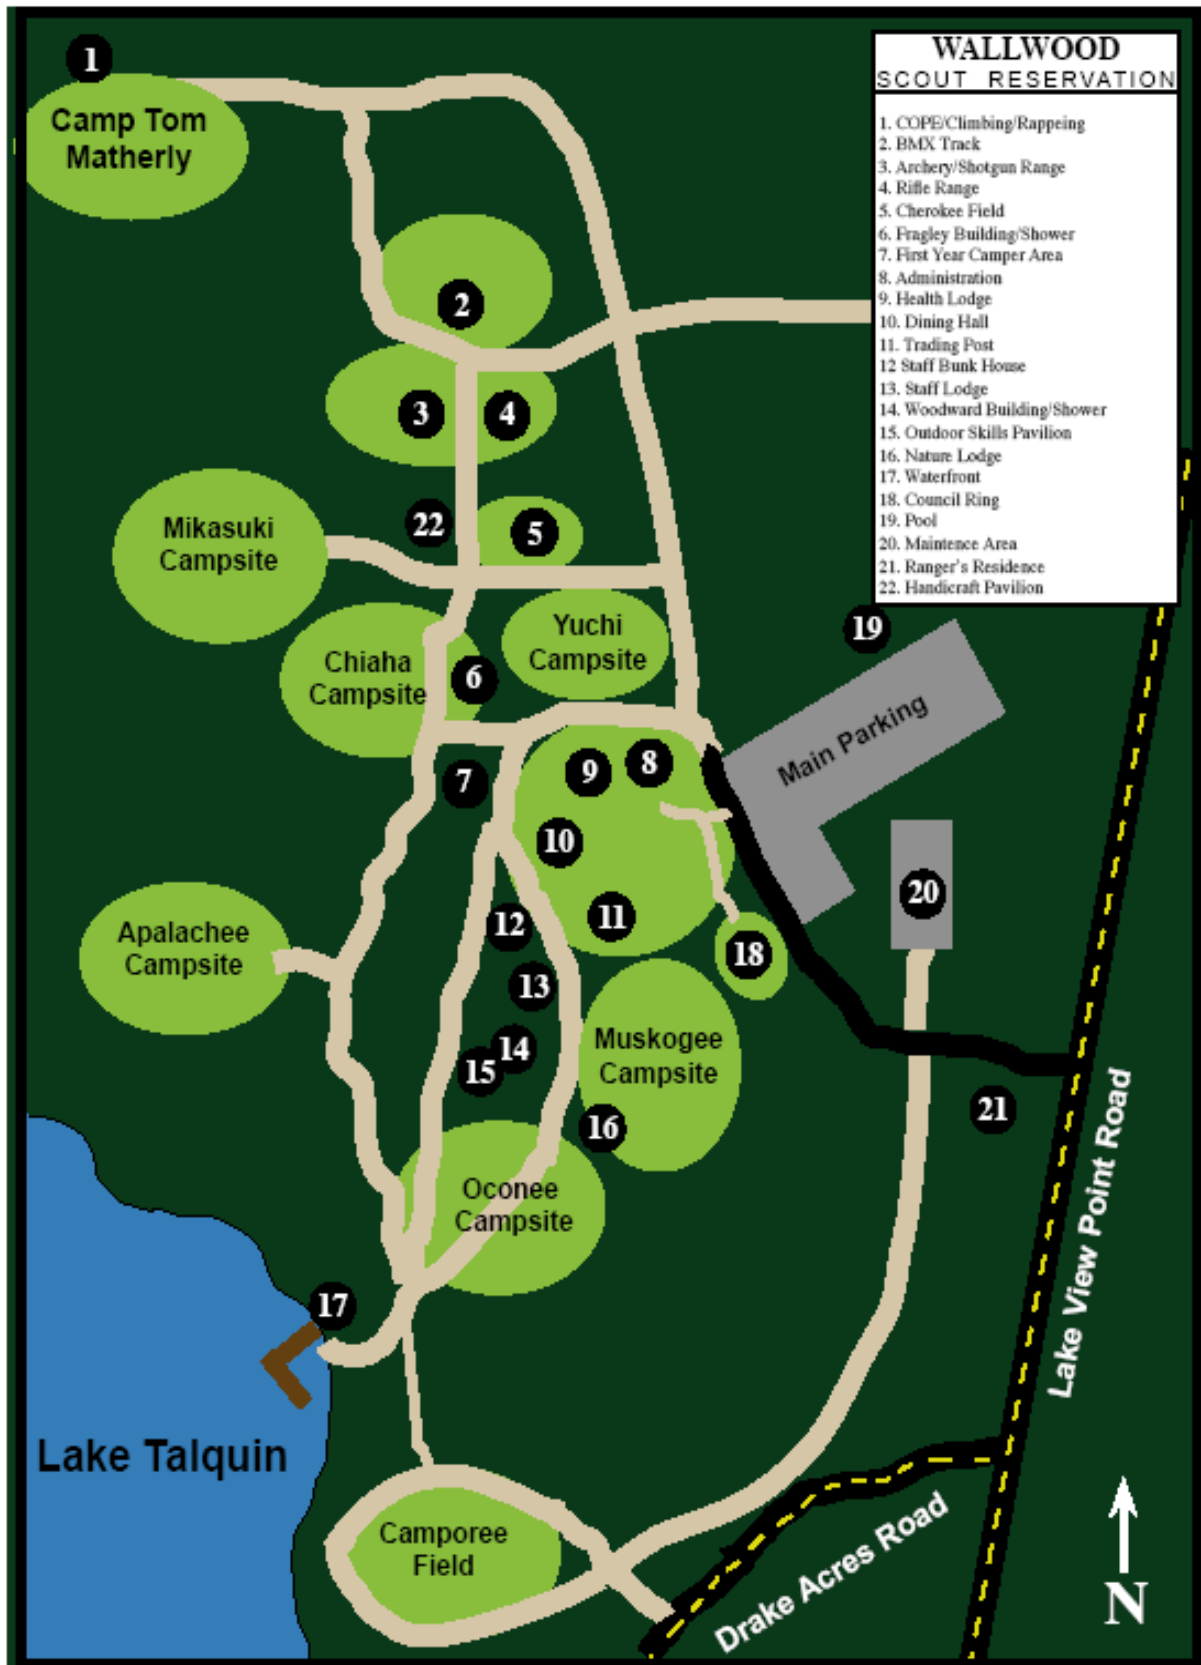 WALLWOOD
SCOUT RESERVATION
1. COPE/Climbing/Rappeing
2. BMX Track
3. Archery/Shotgun Range
4. Rifle Range
5. Cherokee Field
6. Fragley Building/Shower
7. First Year Camper Area
8. Administration
9. Health Lodge
10. Dining Hall
11. Trading Post
12 Staff Bunk House
13. Staff Lodge
14. Woodward Building/Shower
15. Outdoor Skills Pavilion
16. Nature Lodge
17. Waterfront
18. Council Ring
19. Pool
20. Maintence Area
21. Ranger's Residence
22. Handicraft Pavilion
1
Camp Tom
Matherly
2
3
4
22
5
Mikasuki
Campsite
Yuchi
Campsite
19
Chiaha
Campsite
6
Main Parking
7
9
8
10
20
11
12
18
Apalachee
Campsite
13
14
15
Muskogee
Campsite
16
21
Lake View Point Road
Oconee
Campsite
17
Lake Talquin
Camporee
Field
Drake Acres Road
N